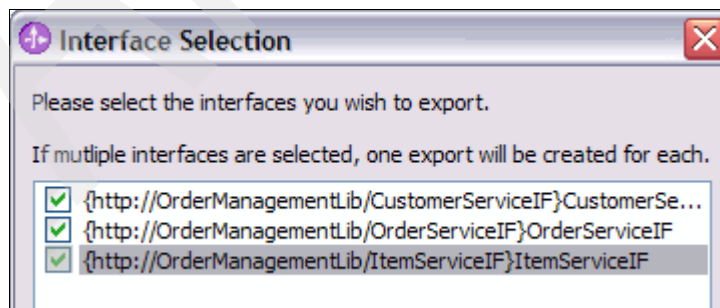 Interface Selection
Please select the interfaces you wish to export.
If mutliple interfaces are selected, one export will be created for each.
{http://OrderManagementLib/CustomerServiceIF}CustomerSe...
{http://OrderManagementLib/OrderServiceIF}OrderServiceIF
{http://OrderManagementLib/ItemServiceIF}ItemServiceIF